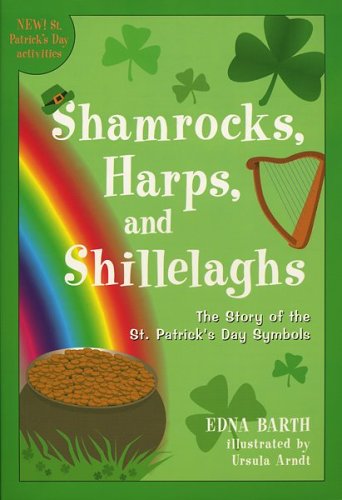 NEW! St.
Patrick's Day
activities
Shamrocks,
Harps,
and
Shillelaghs
The Story of the
St. Patrick's Day Symbols
EDNA BARTH
illustrated by
Ursula Arndt